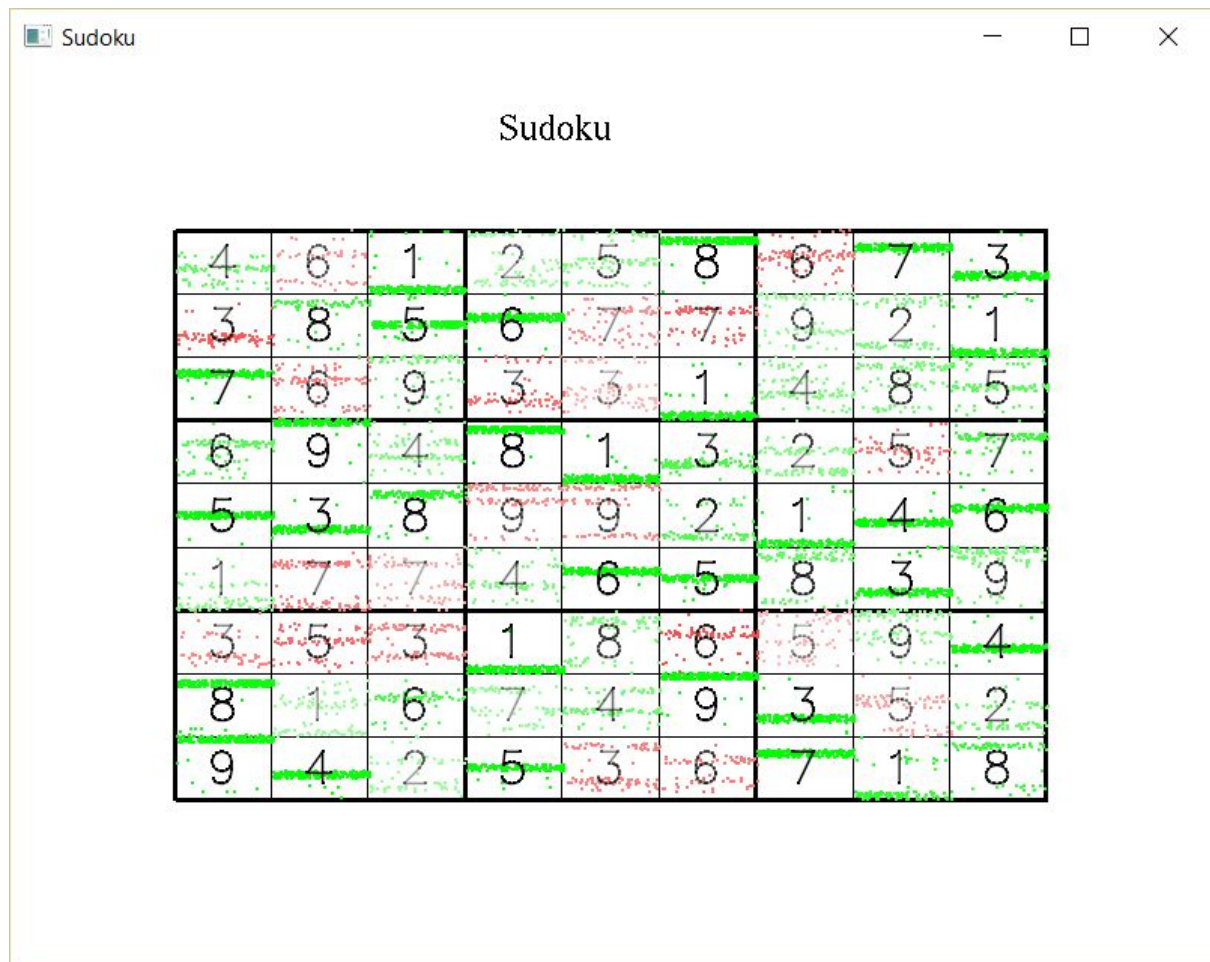 Sudoku
Sudoku
4 6 1 2 5 8 6 7 3
3 8 5 6 7 7 9 2 1
7 6 9 3 3 1 4 8 5
6 9 4 8 1 3 2 5 7
5 3 8 9 9 2 1 4 6
1 7 7 4 6 5 8 3 9
3 5 3 1 8 6 5 9 4
8 1 6 7 4 9 3 5 2
9 4 2 5 3 6 7 1 8